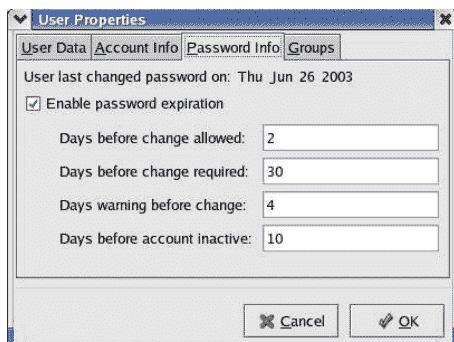 User Properties
User Data Account Info Password Info Groups
User last changed password on: Thu Jun 26 2003
Enable password expiration
Days before change allowed: 2
Days before change required: 30
Days warning before change: 4
Days before account inactive: 10
Cancel OK